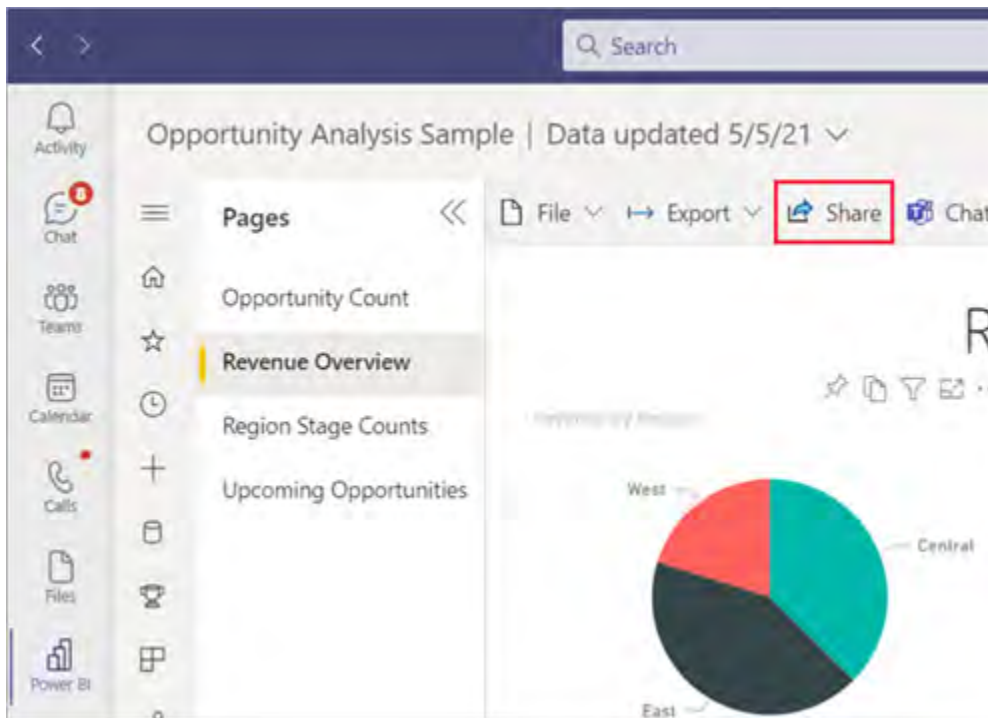 Search
Activity
Opportunity Analysis Sample | Data updated 5/5/21
8
Chat
Pages
File
Export
Share
Chat
Teams
Opportunity Count
Revenue Overview
R
Calendar
Region Stage Counts
Calls
Upcoming Opportunities
West
Central
Files
Power BI
East